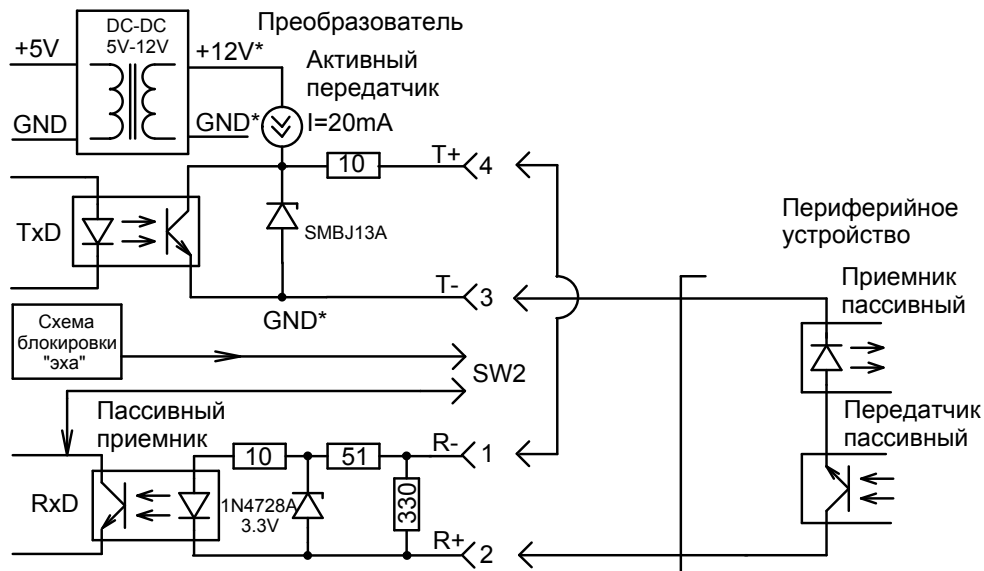 DC-DC
5V-12V
Преобразователь
+5V
+12V*
Активный
передатчик
GND
GND*
I=20mA
10
T+
4
TxD
SMBJ13A
Периферийное
устройство
T-
3
Приемник
пассивный
GND*
Схема
блокировки
"эха"
SW2
Пассивный
приемник
Передатчик
пассивный
10
51
R-
1
RxD
1N4728A
3.3V
330
R+
2